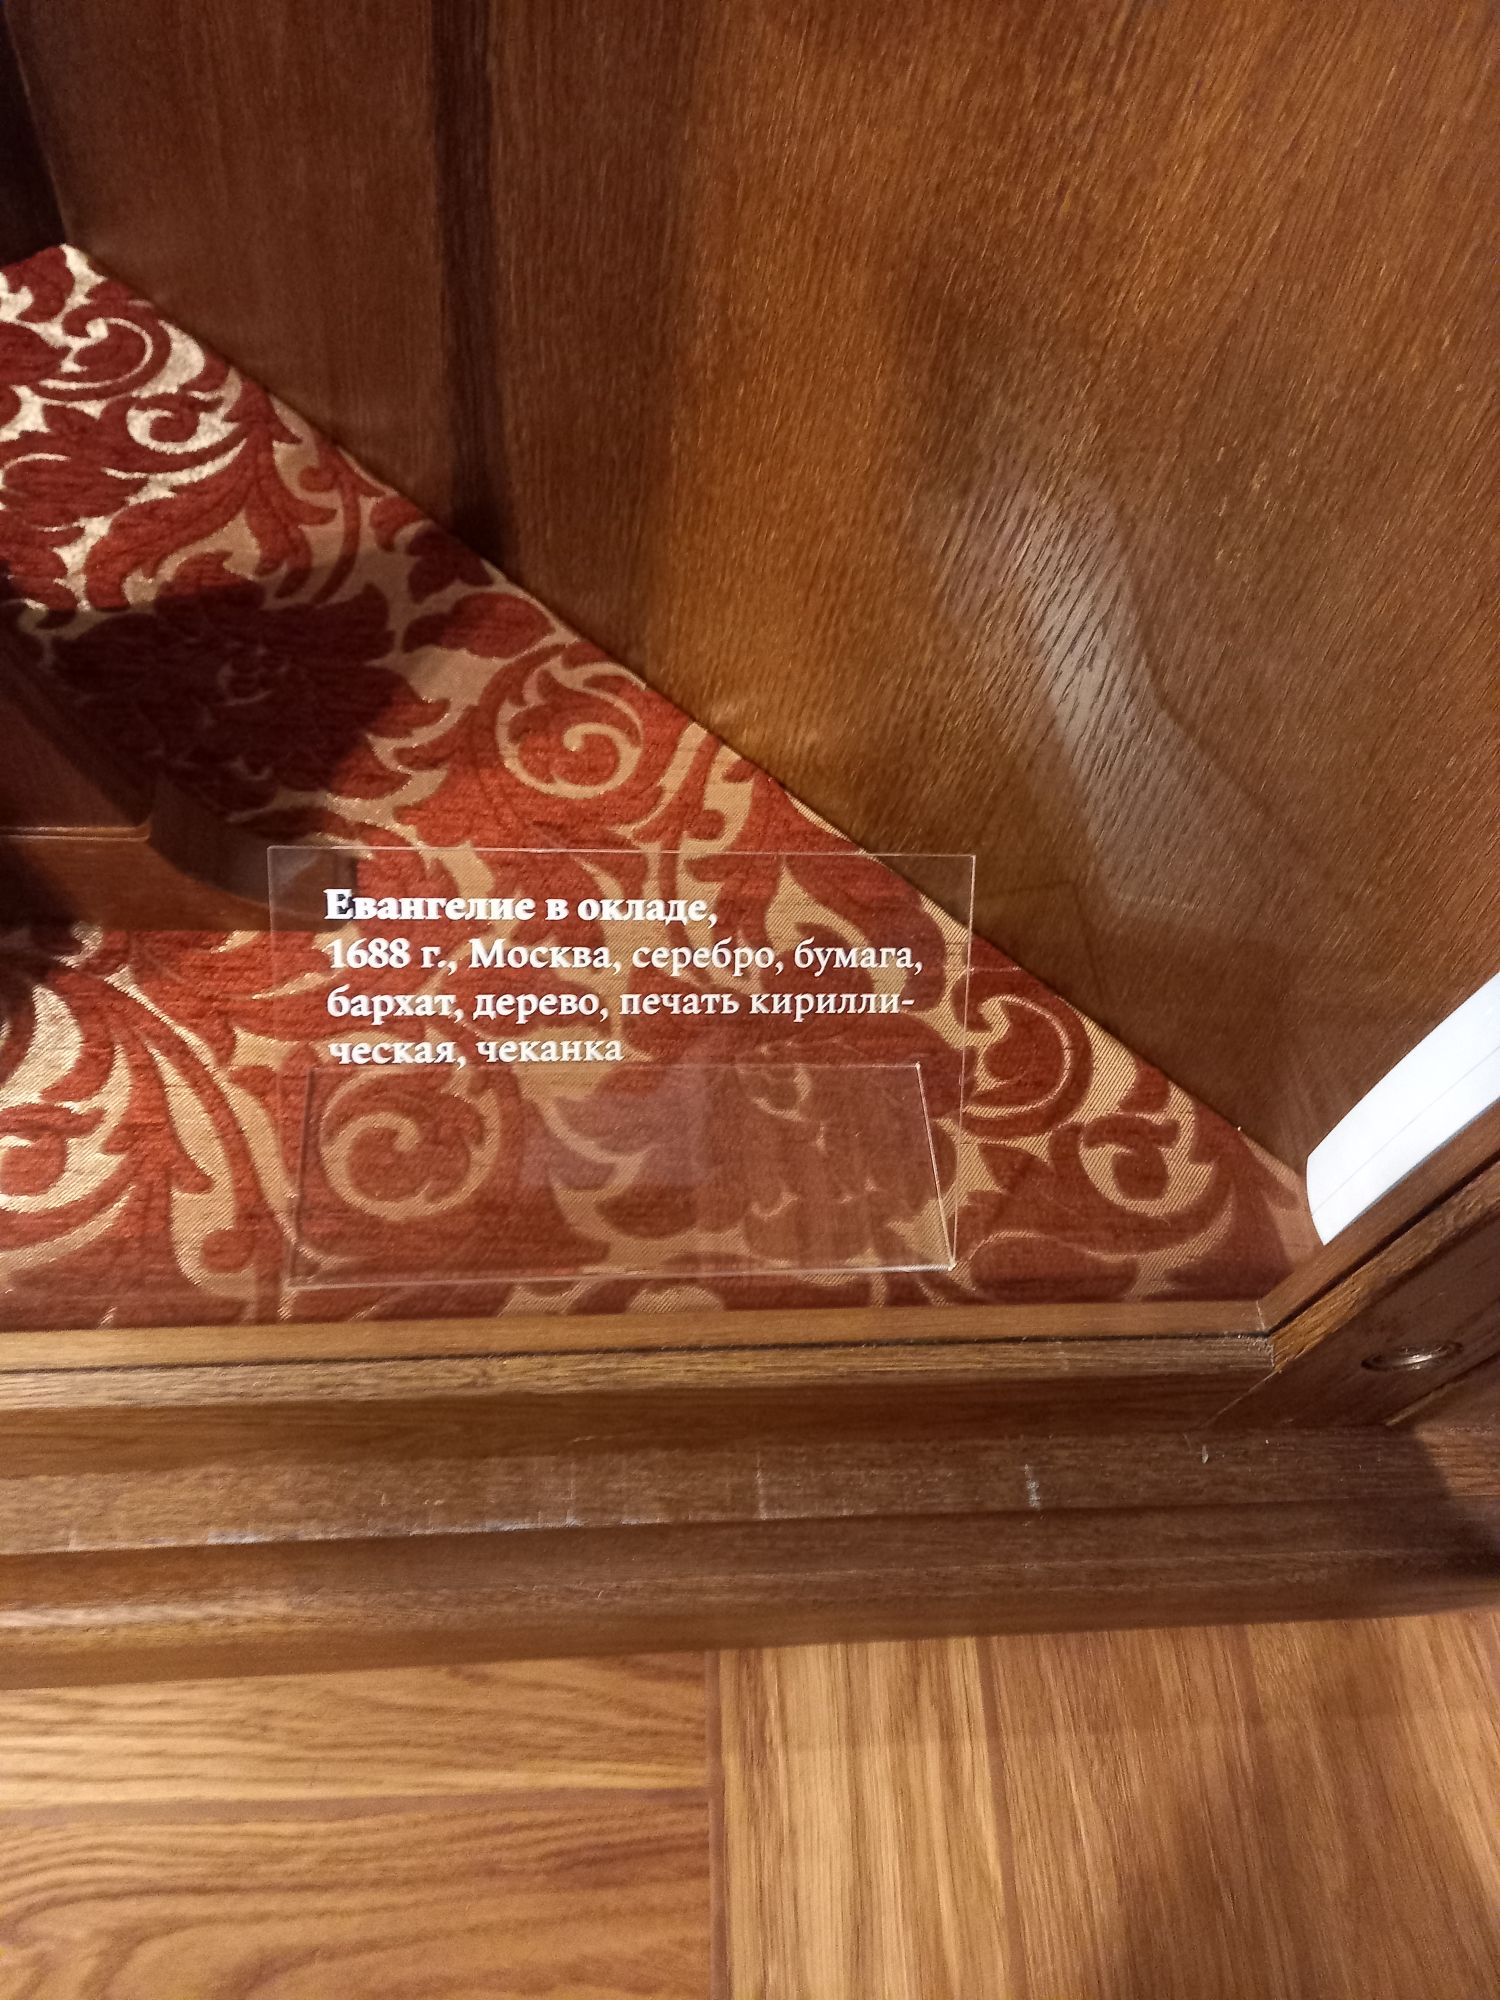 Евангелие в окладе,
1688 г., Москва, серебро, бумага,
бархат, дерево, печать кирилли-
ческая, чеканка